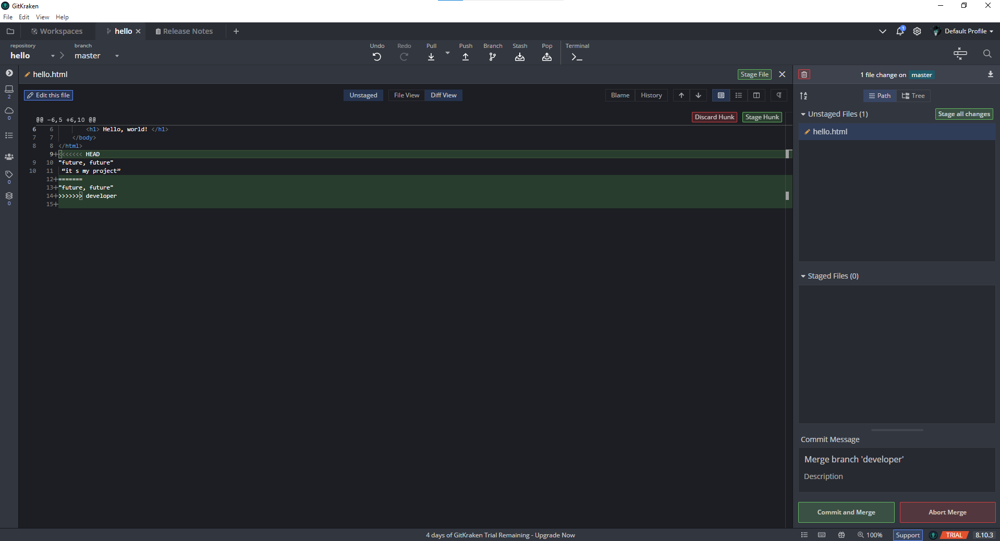 GitKraken
File Edit View Help
Workspaces hello Release Notes
1 Default Profile
repository branch
hello master
Undo Redo Pull Push Branch Stash Pop Terminal
hello.html Stage File
1 file change on master
Edit this file Unstaged File View Diff View Blame History
Path Tree
Unstaged Files (1) Stage all changes
hello.html
@@ -6,5 +6,10 @@ Discard Hunk Stage Hunk
6 6 <h1> Hello, world! </h1>
7 7 </body>
8 8 </html>
9+<<<<<<< HEAD
9 10 "future, future"
10 11 “it s my project”
12+=======
13+"future, future"
14+>>>>>>> developer
15+
2
0
0
0
Staged Files (0)
Commit Message
Merge branch 'developer'
Description
Commit and Merge Abort Merge
4 days of GitKraken Trial Remaining - Upgrade Now
100% Support TRIAL 8.10.3